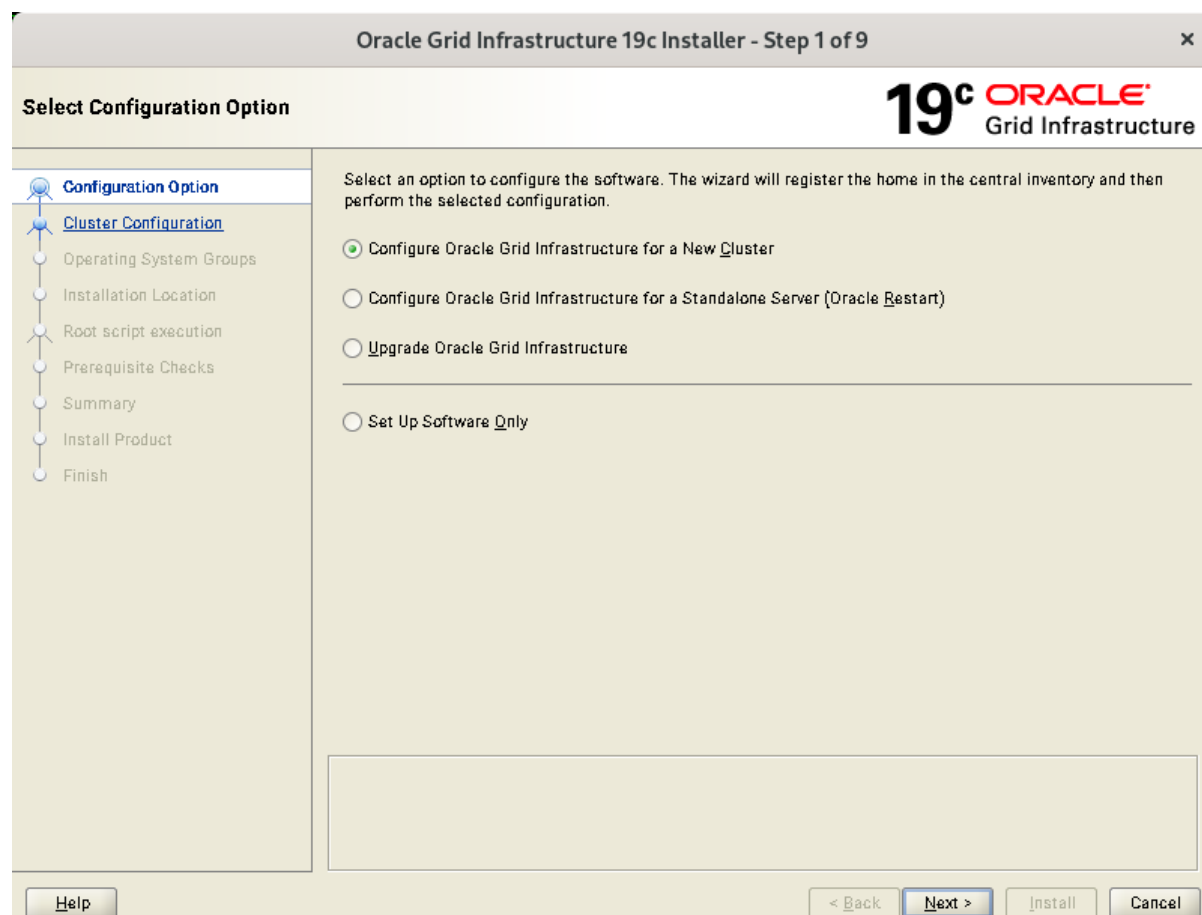 Oracle Grid Infrastructure 19c Installer - Step 1 of 9
Select Configuration Option
19c ORACLE
Grid Infrastructure
Configuration Option
Cluster Configuration
Operating System Groups
Installation Location
Root script execution
Prerequisite Checks
Summary
Install Product
Finish
Select an option to configure the software. The wizard will register the home in the central inventory and then
perform the selected configuration.
Configure Oracle Grid Infrastructure for a New Cluster
Configure Oracle Grid Infrastructure for a Standalone Server (Oracle Restart)
Upgrade Oracle Grid Infrastructure
Set Up Software Only
Help
< Back
Next >
Install
Cancel